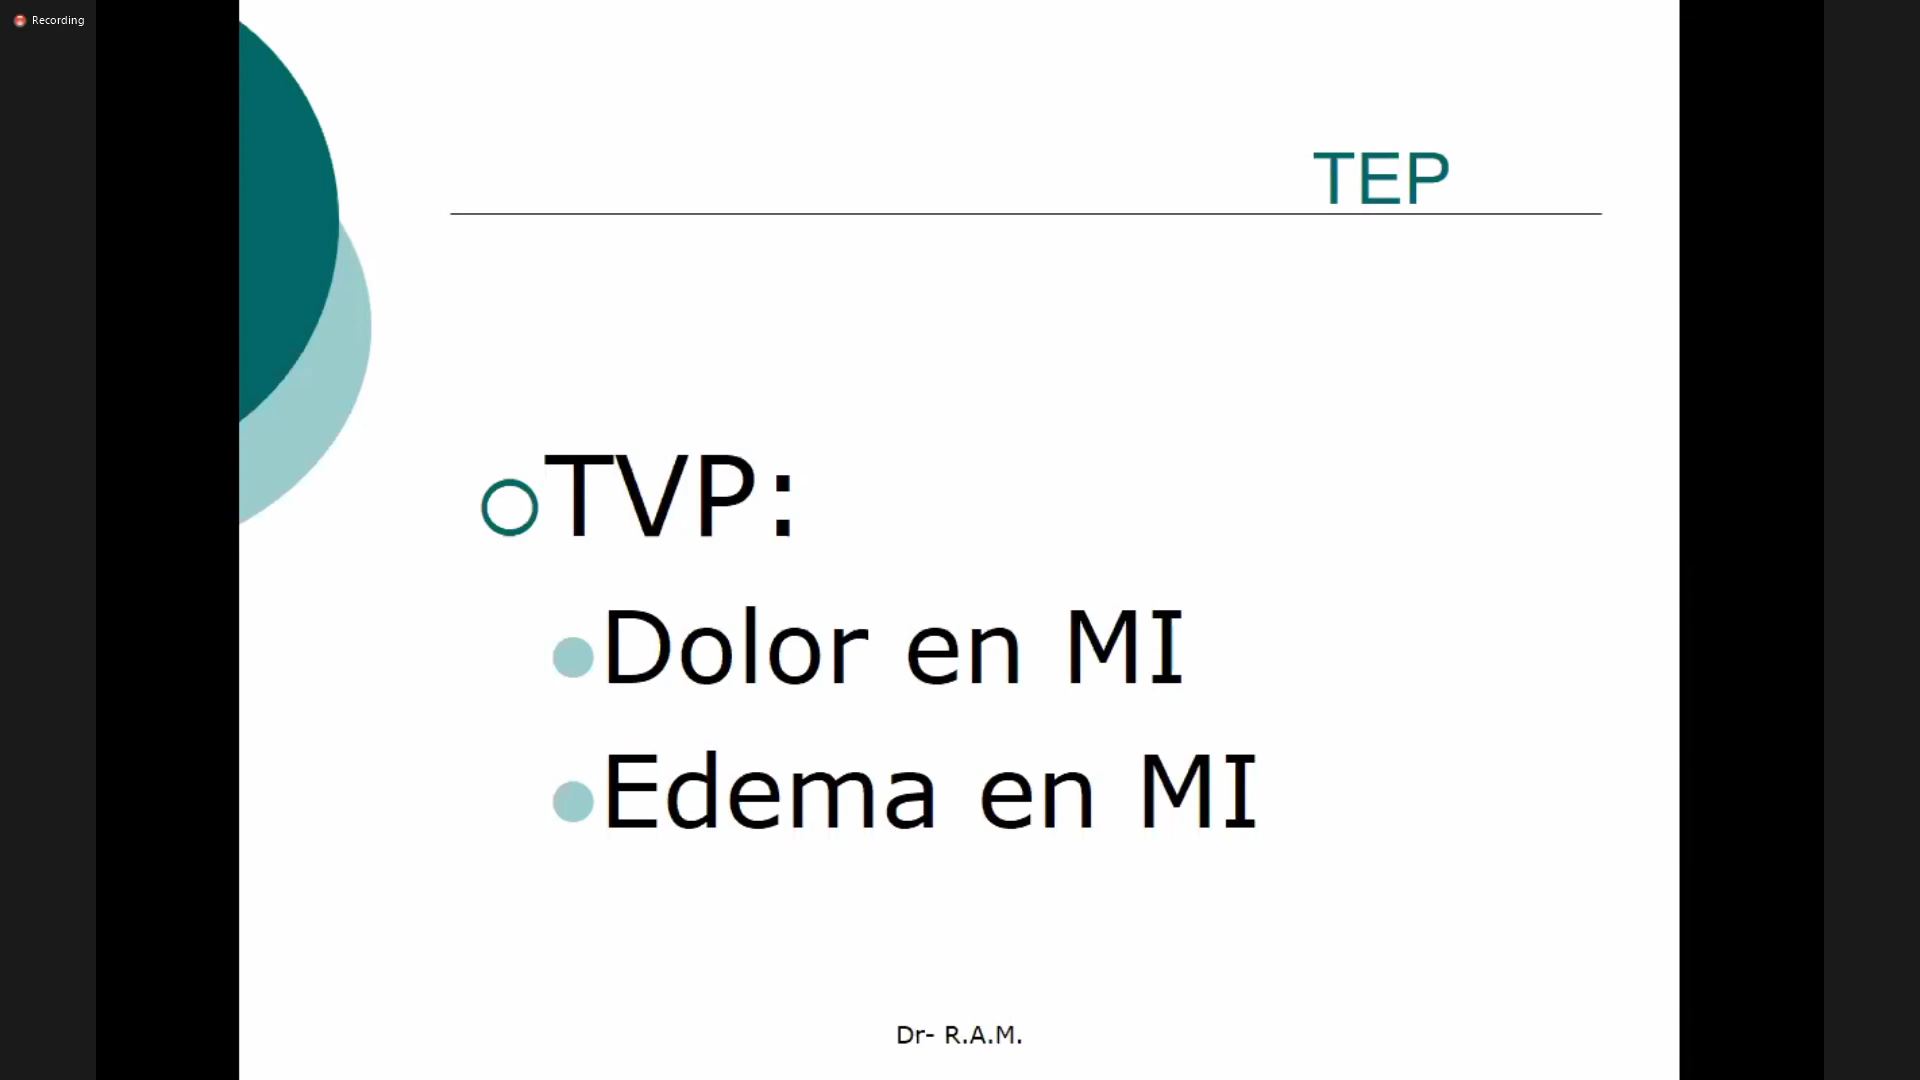 Recording
TEP
TVP:
Dolor en MI
Edema en MI
Dr- R.A.M.